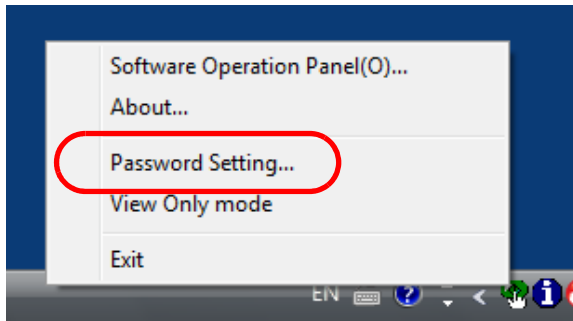 Software Operation Panel(O)...
About...
Password Setting...
View Only mode
Exit
EN ? < i